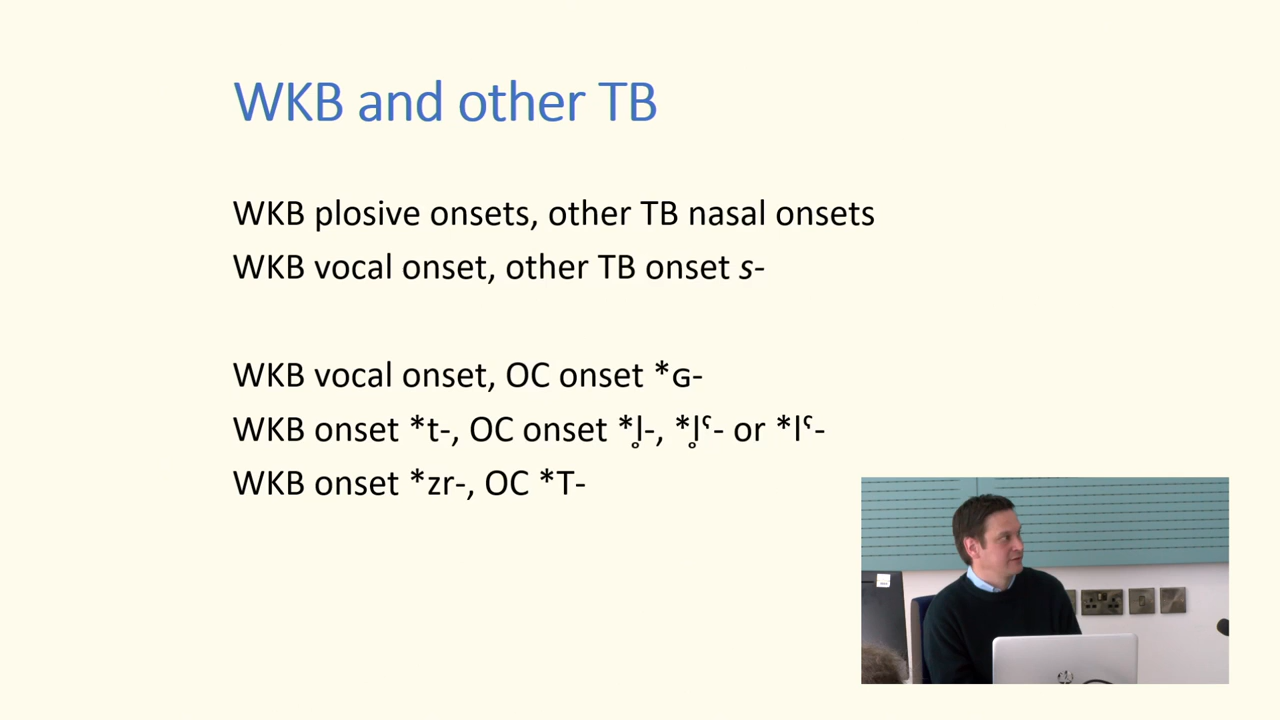 WKB and other TB
WKB plosive onsets, other TB nasal onsets
WKB vocal onset, other TB onset s-
WKB vocal onset, OC onset *ɢ-
WKB onset *t-, OC onset *l̥-, *l̥ˤ- or *lˤ-
WKB onset *zr-, OC *T-